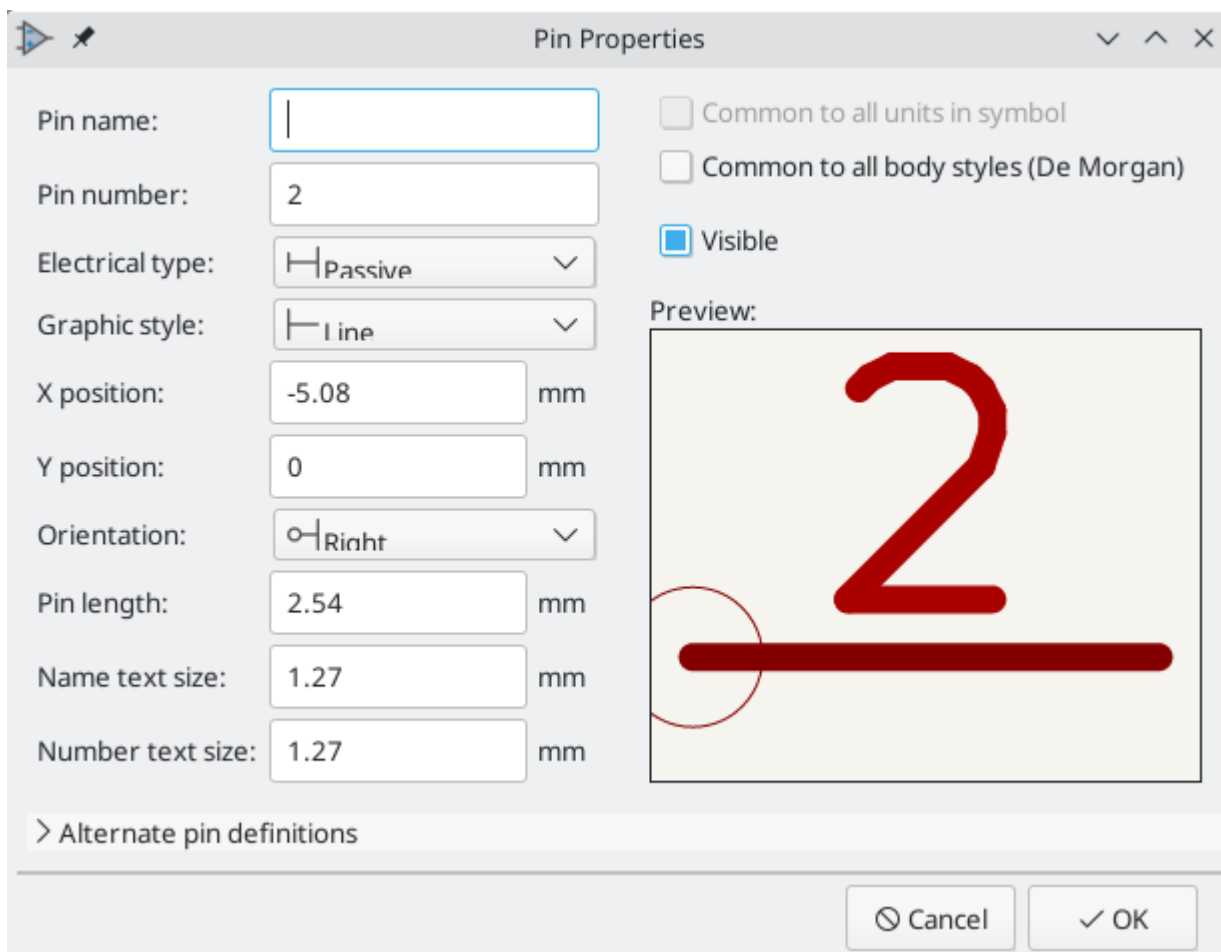 Pin Properties
Pin name:
Pin number: 2
Electrical type: Passive
Graphic style: Line
X position: -5.08 mm
Y position: 0 mm
Orientation: Right
Pin length: 2.54 mm
Name text size: 1.27 mm
Number text size: 1.27 mm
Common to all units in symbol
Common to all body styles (De Morgan)
Visible
Preview:
2
Alternate pin definitions
Cancel
OK